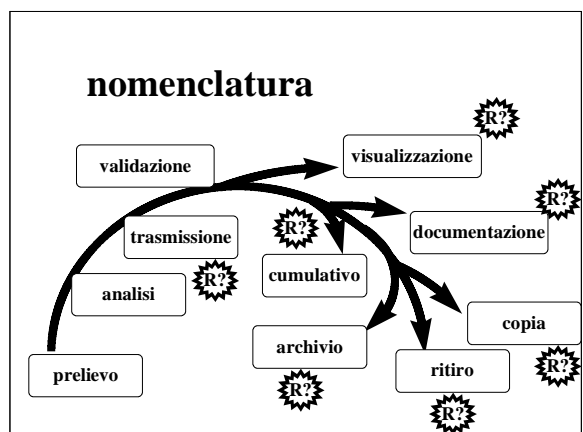 nomenclatura
R?
visualizzazione
validazione
R?
R?
trasmissione
documentazione
cumulativo
R?
analisi
copia
archivio
ritiro
R?
prelievo
R?
R?